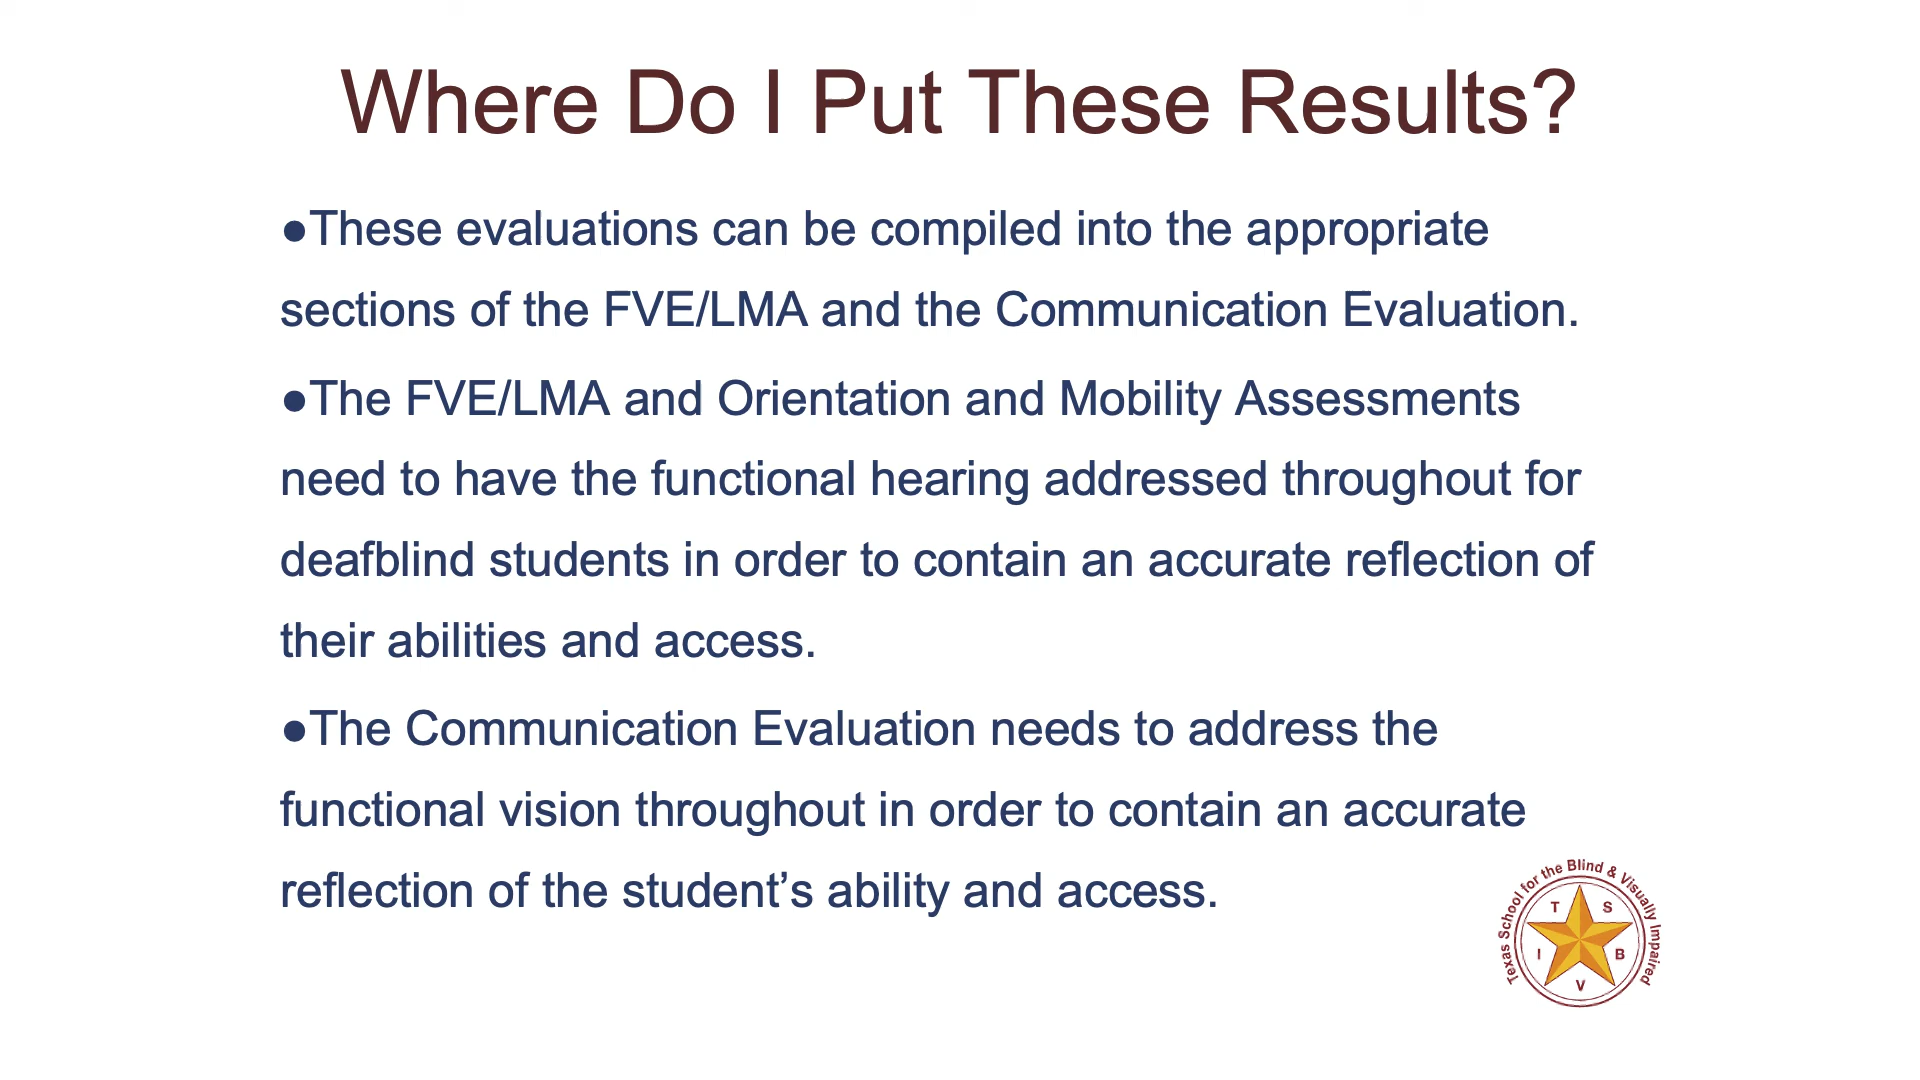 Where Do I Put These Results?
●These evaluations can be compiled into the appropriate
sections of the FVE/LMA and the Communication Evaluation.
●The FVE/LMA and Orientation and Mobility Assessments
need to have the functional hearing addressed throughout for
deafblind students in order to contain an accurate reflection of
their abilities and access.
●The Communication Evaluation needs to address the
functional vision throughout in order to contain an accurate
reflection of the student’s ability and access.
Texas School for the Blind & Visually Impaired
T S B V I